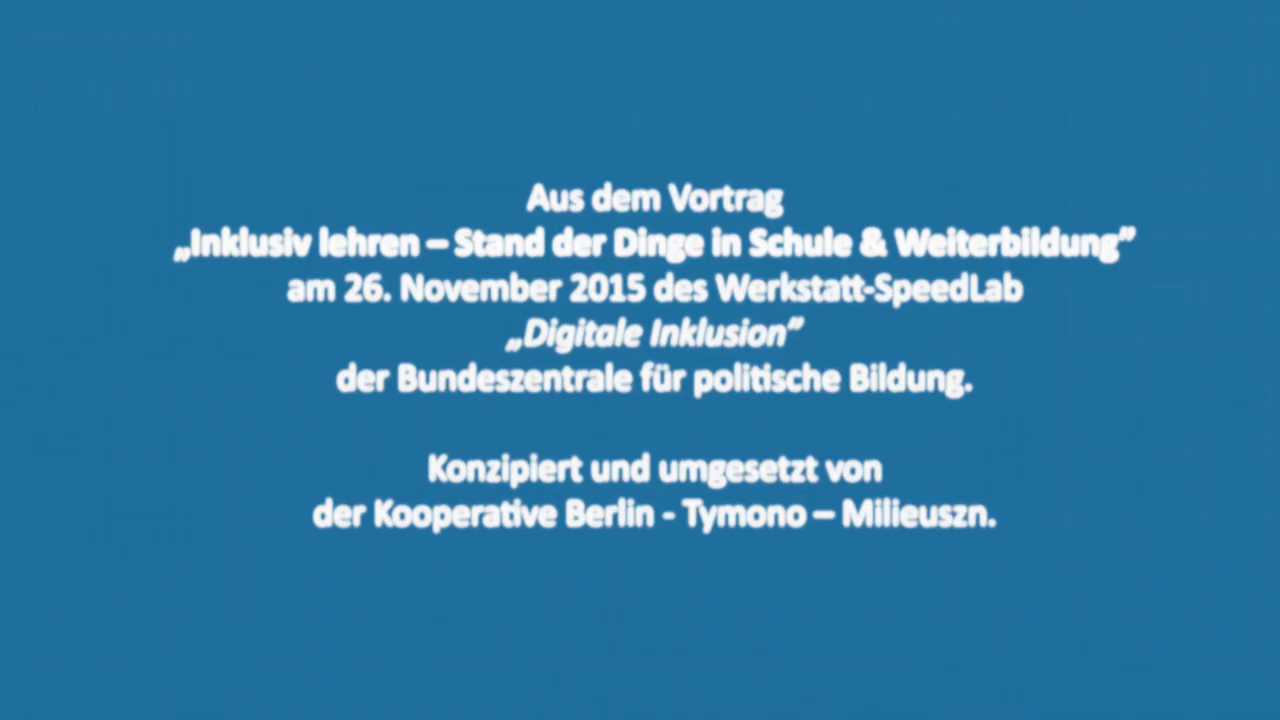 Aus dem Vortrag
„Inklusiv lehren – Stand der Dinge in Schule & Weiterbildung”
am 26. November 2015 des Werkstatt-SpeedLab
„Digitale Inklusion”
der Bundeszentrale für politische Bildung.
Konzipiert und umgesetzt von
der Kooperative Berlin - Tymono – Milieuszn.